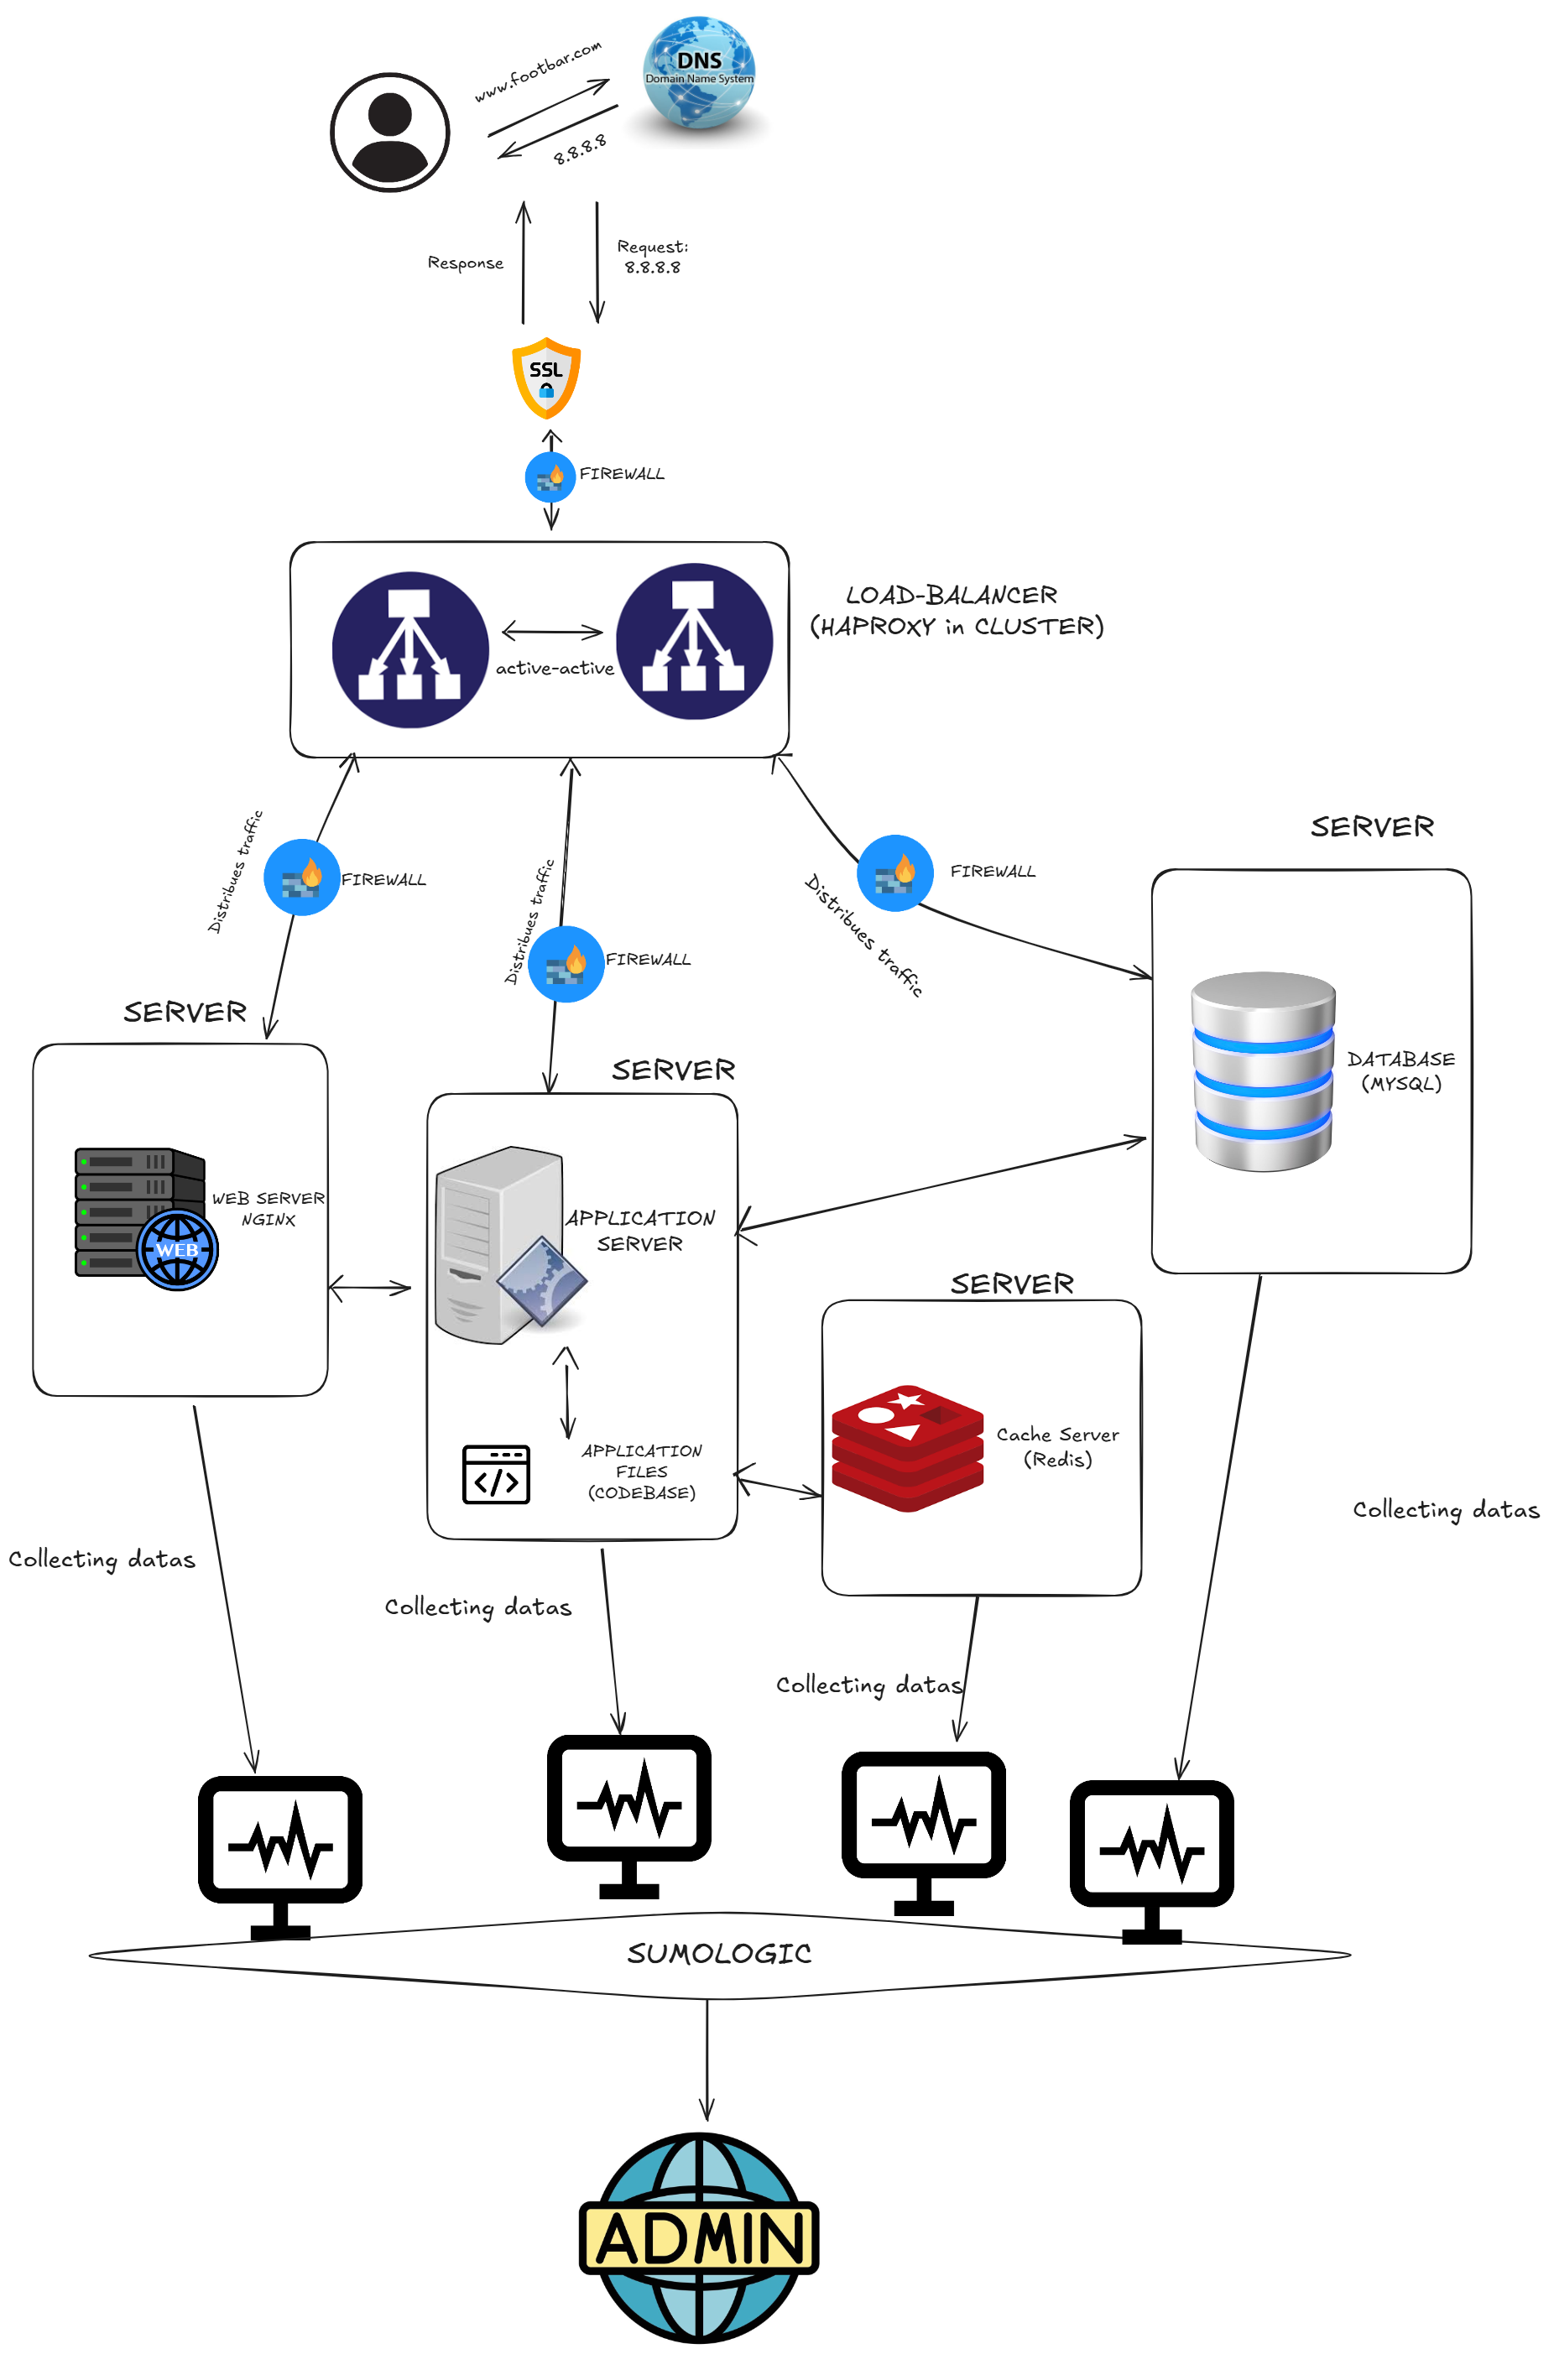 www.footbar.com
DNS
Domain Name System
8.8.8.8
Response
Request:
8.8.8.8
SSL
FIREWALL
LOAD-BALANCER
(HAPROXY in CLUSTER)
active-active
Distribues traffic
FIREWALL
Distribues traffic
FIREWALL
Distribues traffic
FIREWALL
SERVER
DATABASE
(MYSQL)
SERVER
WEB SERVER
NGINX
WEB
SERVER
APPLICATION
SERVER
APPLICATION
FILES
(CODEBASE)
SERVER
Cache Server
(Redis)
Collecting datas
Collecting datas
Collecting datas
Collecting datas
SUMOLOGIC
ADMIN